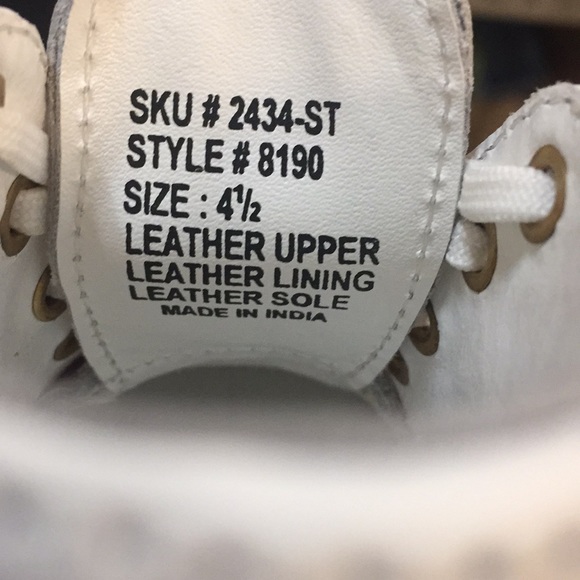 SKU # 2434-ST
STYLE # 8190
SIZE : 4½
LEATHER UPPER
LEATHER LINING
LEATHER SOLE
MADE IN INDIA